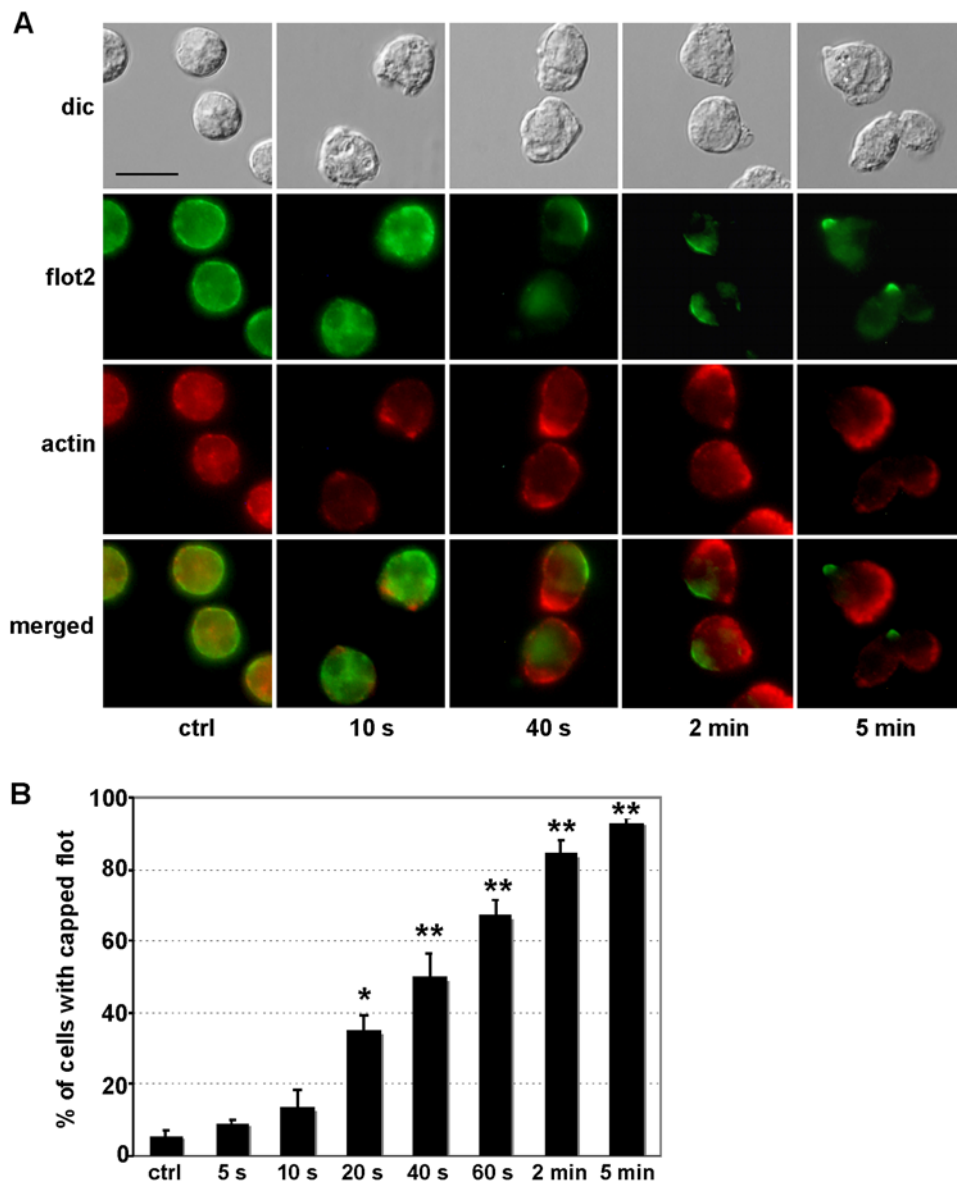 A
dic
flot2
actin
merged
ctrl 10 s 40 s 2 min 5 min
B
% of cells with capped flot
100
80
60
40
20
0
* ** ** ** **
ctrl 5 s 10 s 20 s 40 s 60 s 2 min 5 min